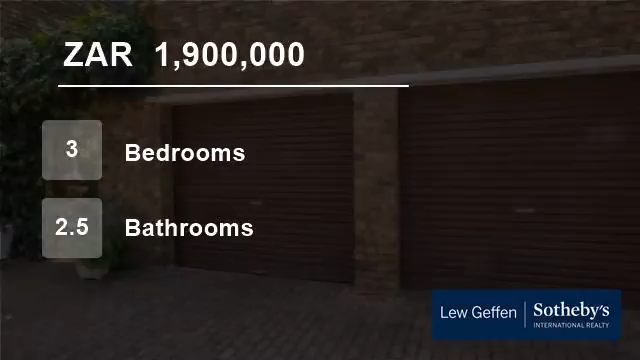 ZAR 1,900,000
3 Bedrooms
2.5 Bathrooms
Lew Geffen Sotheby's
INTERNATIONAL REALTY